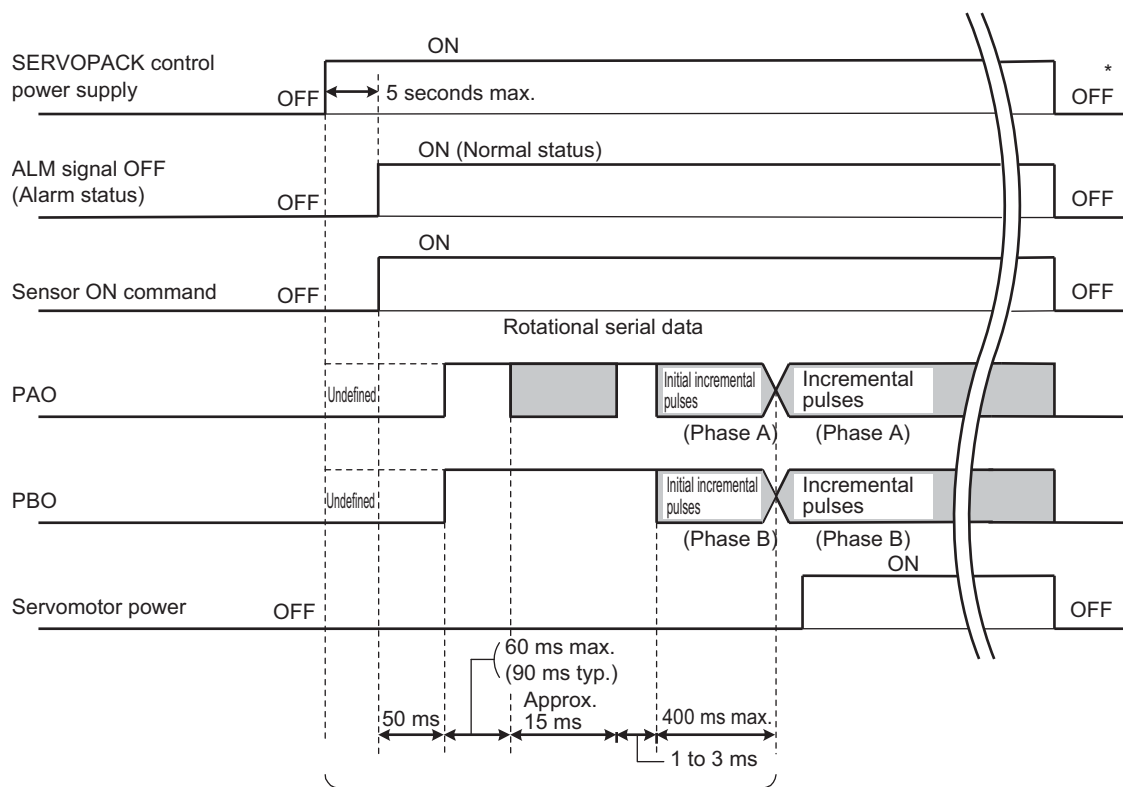 ON
SERVOPACK control
power supply
OFF
5 seconds max.
*
OFF
ALM signal OFF
(Alarm status)
OFF
ON (Normal status)
OFF
ON
Sensor ON command
OFF
OFF
Rotational serial data
PAO
Undefined
Initial incremental
pulses
Incremental
pulses
(Phase A)
(Phase A)
PBO
Undefined
Initial incremental
pulses
Incremental
pulses
(Phase B)
(Phase B)
ON
Servomotor power
OFF
OFF
60 ms max.
(90 ms typ.)
Approx.
15 ms
50 ms
400 ms max.
1 to 3 ms